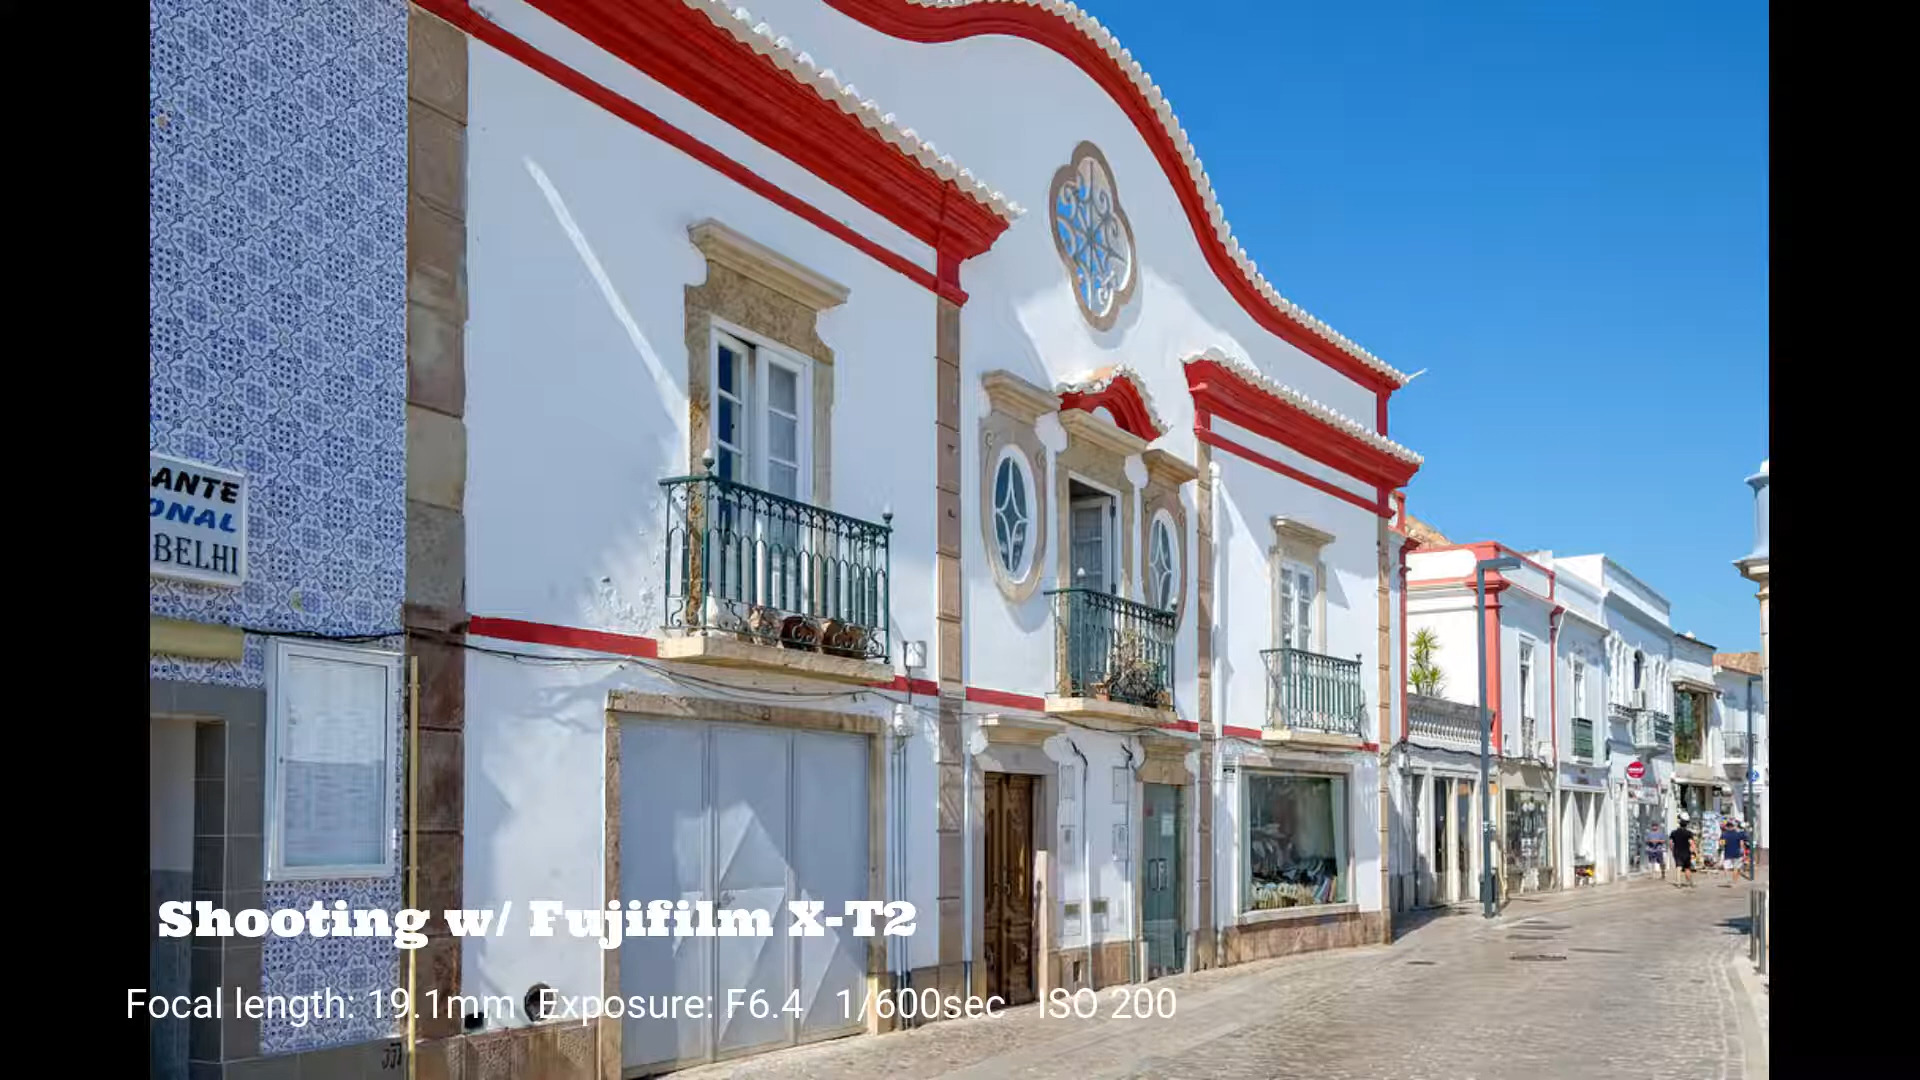 ANTE
ONAL
BELHI
Shooting w/ Fujifilm X-T2
Focal length: 19.1mm Exposure: F6.4 1/600sec ISO 200